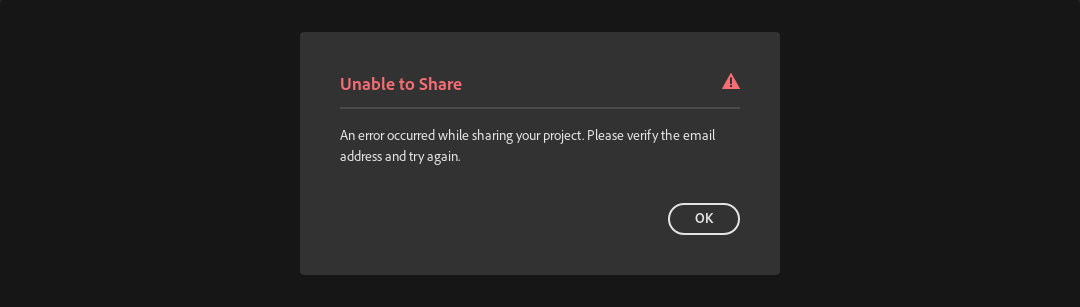 Unable to Share
An error occurred while sharing your project. Please verify the email
address and try again.
OK